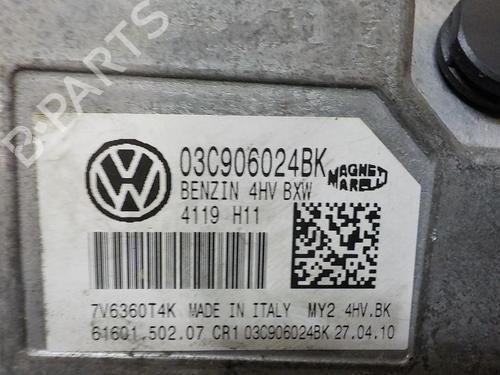 B-PARTS
03C906024BK
BENZIN 4HV BXW
MAGNETI
MARELLI
4119 H11
7V6360T4K MADE IN ITALY MY2 4HV.BK
61601.502.07 CR1 03C906024BK 27.04.10